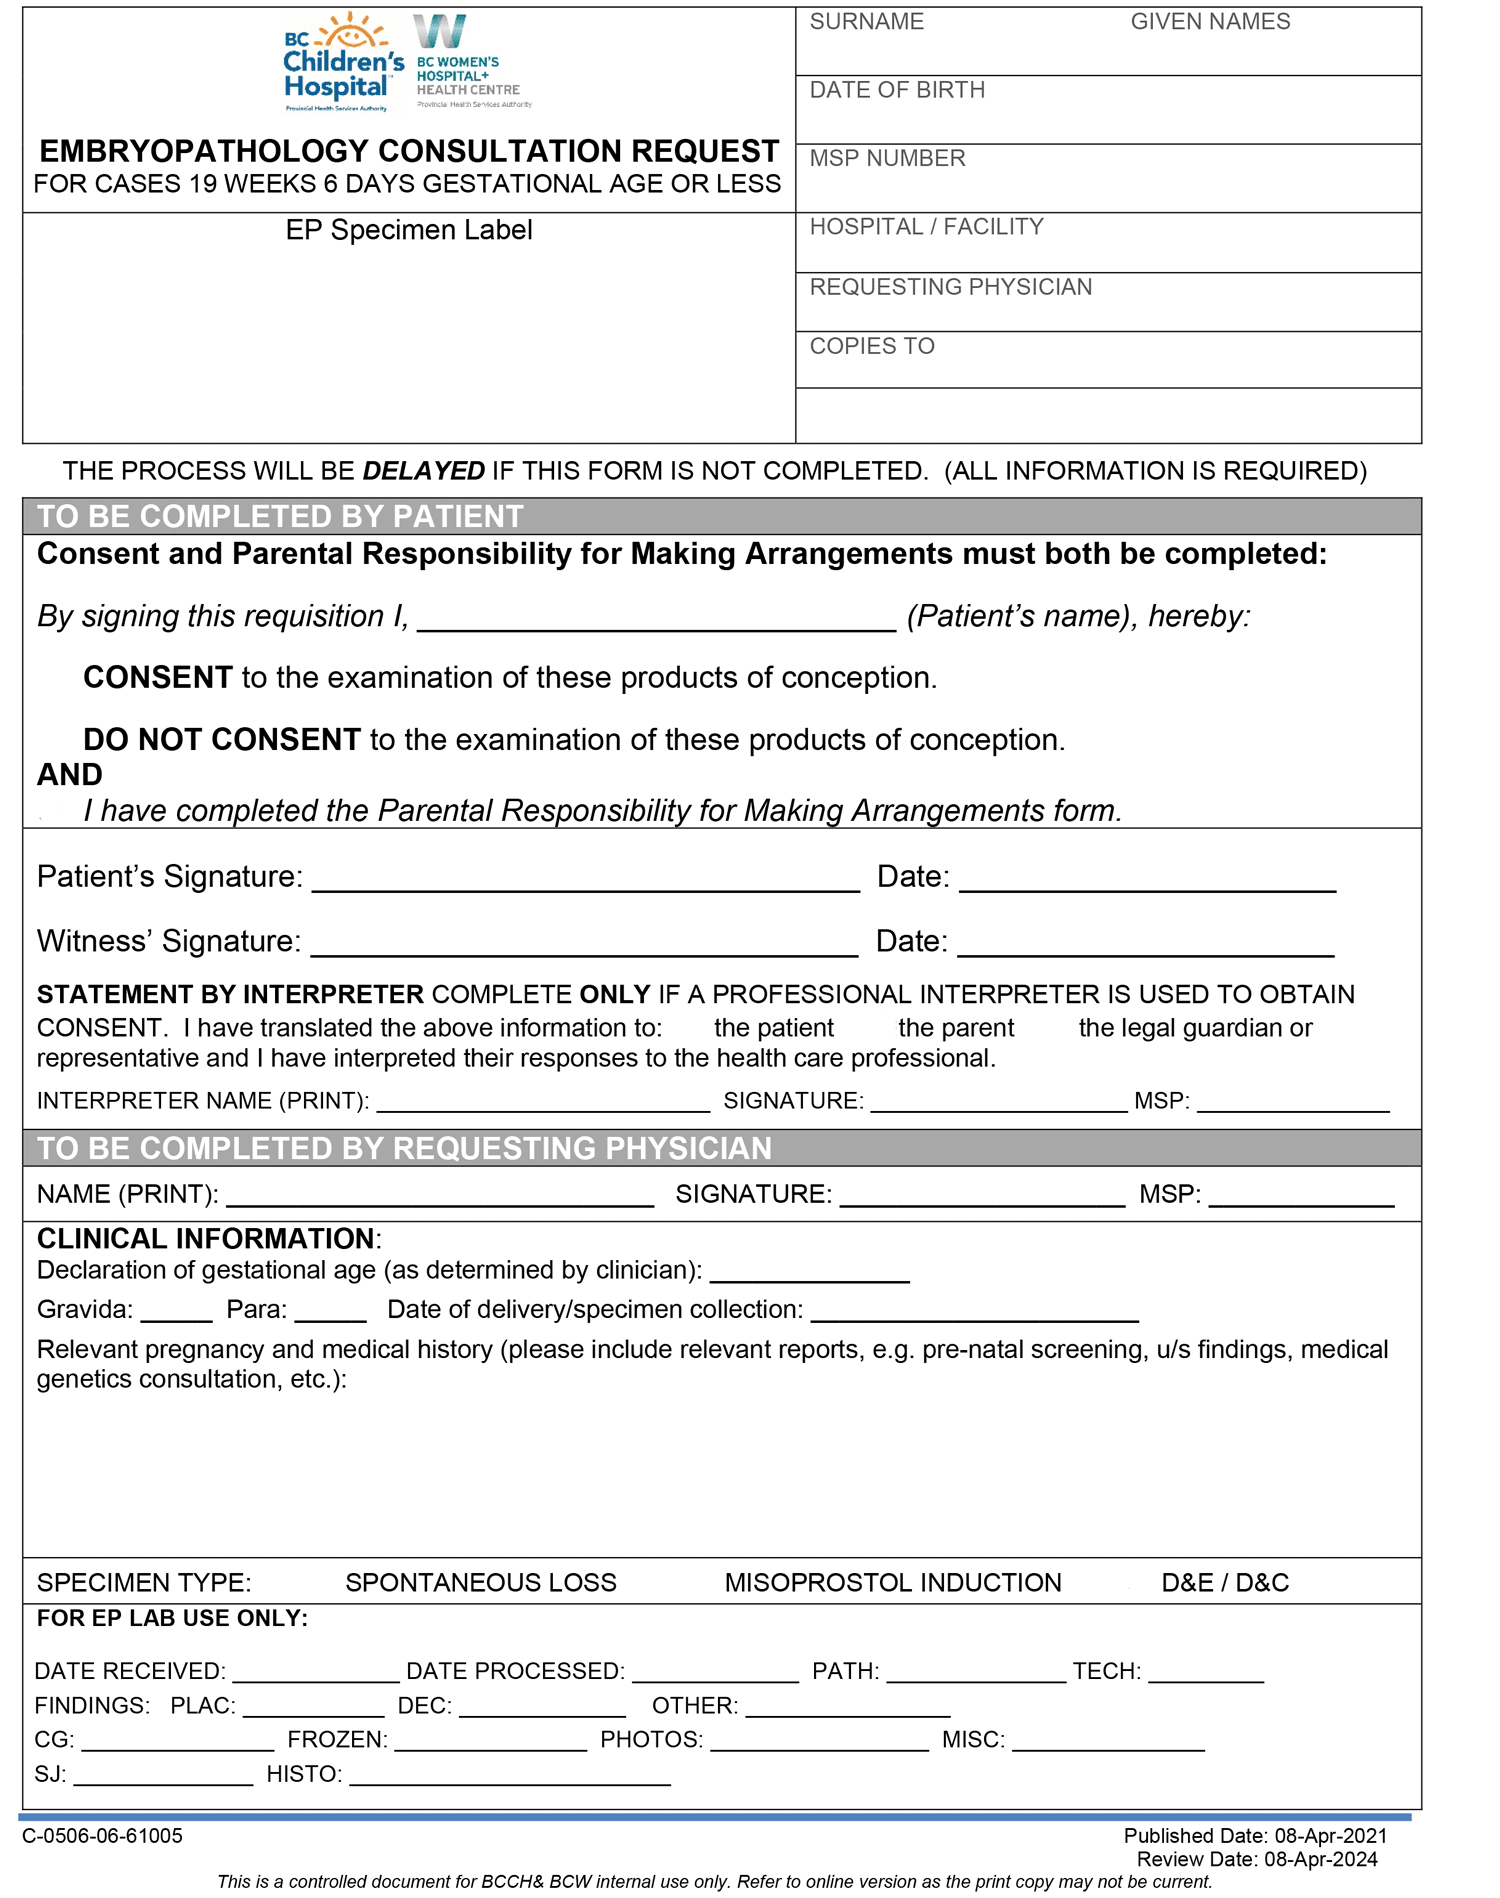 BC
Children's
Hospital
Provincial Health Services Authority
BC WOMEN'S
HOSPITAL+
HEALTH CENTRE
Provincial Health Services Authority
EMBRYOPATHOLOGY CONSULTATION REQUEST
FOR CASES 19 WEEKS 6 DAYS GESTATIONAL AGE OR LESS
EP Specimen Label
SURNAME GIVEN NAMES
DATE OF BIRTH
MSP NUMBER
HOSPITAL / FACILITY
REQUESTING PHYSICIAN
COPIES TO
THE PROCESS WILL BE DELAYED IF THIS FORM IS NOT COMPLETED. (ALL INFORMATION IS REQUIRED)
TO BE COMPLETED BY PATIENT
Consent and Parental Responsibility for Making Arrangements must both be completed:
By signing this requisition I, ____________________________ (Patient's name), hereby:
CONSENT to the examination of these products of conception.
DO NOT CONSENT to the examination of these products of conception.
AND
I have completed the Parental Responsibility for Making Arrangements form.
Patient's Signature: ________________________________ Date: ______________________
Witness' Signature: ________________________________ Date: ______________________
STATEMENT BY INTERPRETER COMPLETE ONLY IF A PROFESSIONAL INTERPRETER IS USED TO OBTAIN
CONSENT. I have translated the above information to: the patient the parent the legal guardian or
representative and I have interpreted their responses to the health care professional.
INTERPRETER NAME (PRINT): __________________________ SIGNATURE: ____________________ MSP: _______________
TO BE COMPLETED BY REQUESTING PHYSICIAN
NAME (PRINT): ______________________________ SIGNATURE: ____________________ MSP: _____________
CLINICAL INFORMATION:
Declaration of gestational age (as determined by clinician): ______________
Gravida: _____ Para: _____ Date of delivery/specimen collection: _______________________
Relevant pregnancy and medical history (please include relevant reports, e.g. pre-natal screening, u/s findings, medical
genetics consultation, etc.):
SPECIMEN TYPE: SPONTANEOUS LOSS MISOPROSTOL INDUCTION D&E / D&C
FOR EP LAB USE ONLY:
DATE RECEIVED: _____________ DATE PROCESSED: _____________ PATH: ______________ TECH: _________
FINDINGS: PLAC: ___________ DEC: _____________ OTHER: ________________
CG: _______________ FROZEN: _______________ PHOTOS: _________________ MISC: _______________
SJ: ______________ HISTO: _________________________
C-0506-06-61005
Published Date: 08-Apr-2021
Review Date: 08-Apr-2024
This is a controlled document for BCCH& BCW internal use only. Refer to online version as the print copy may not be current.